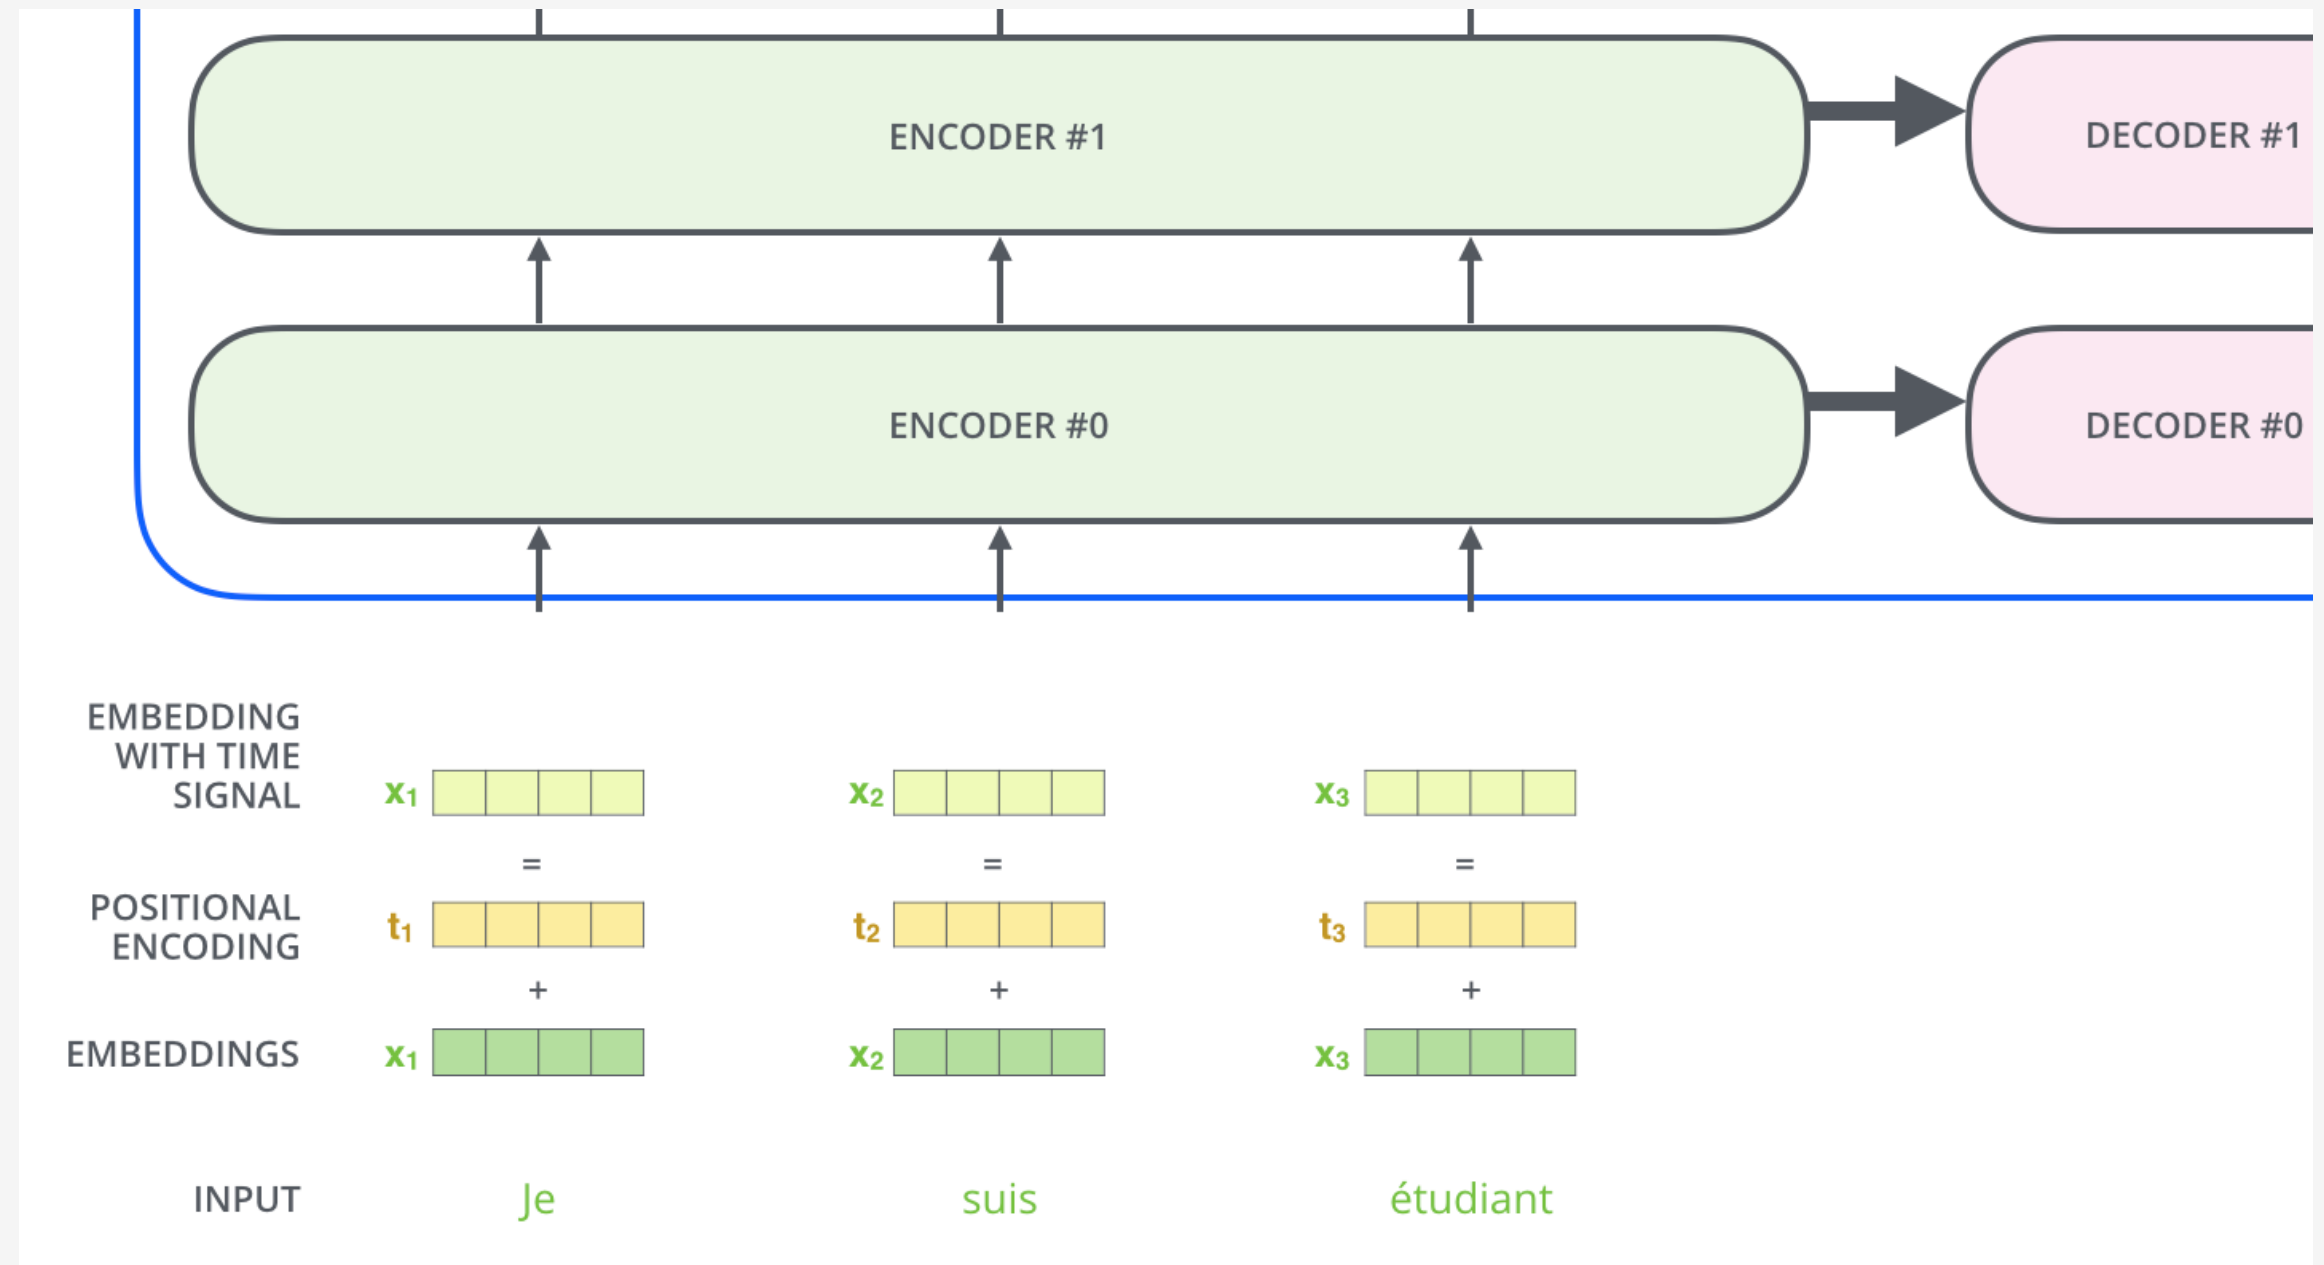 ENCODER #1
DECODER #1
ENCODER #0
DECODER #0
EMBEDDING
WITH TIME
SIGNAL
x₁ x₂ x₃
= = =
POSITIONAL
ENCODING
t₁ t₂ t₃
+ + +
EMBEDDINGS x₁ x₂ x₃
INPUT Je suis étudiant